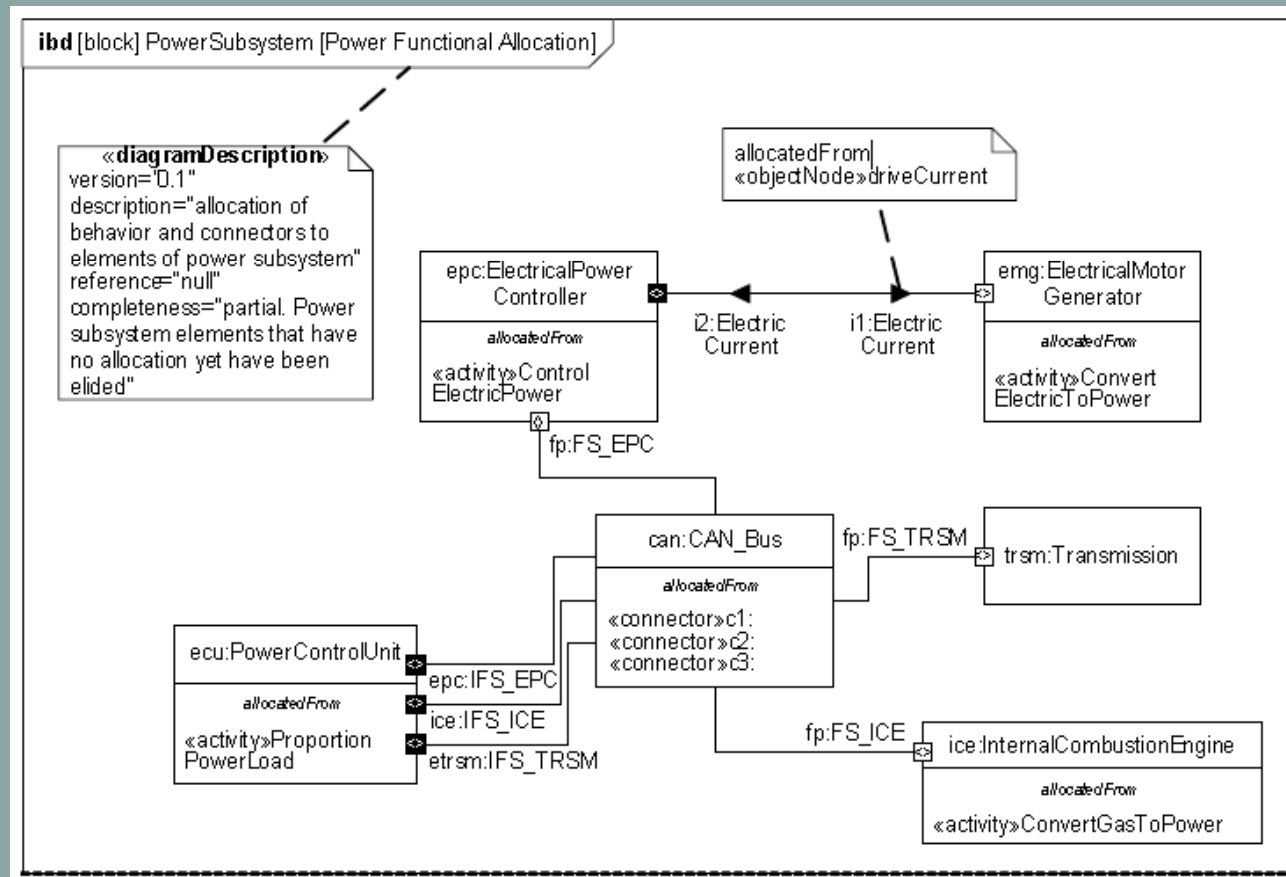 ibd [block] PowerSubsystem [Power Functional Allocation]
«diagramDescription»
version="0.1"
description="allocation of
behavior and connectors to
elements of power subsystem"
reference="null"
completeness="partial. Power
subsystem elements that have
no allocation yet have been
elided"
allocatedFrom
«objectNode»driveCurrent
epc:ElectricalPower
Controller
allocatedFrom
«activity»Control
ElectricPower
i2:Electric
Current
i1:Electric
Current
emg:ElectricalMotor
Generator
allocatedFrom
«activity»Convert
ElectricToPower
fp:FS_EPC
can:CAN_Bus
allocatedFrom
«connector»c1:
«connector»c2:
«connector»c3:
fp:FS_TRSM
trsm:Transmission
ecu:PowerControlUnit
allocatedFrom
«activity»Proportion
PowerLoad
epc:IFS_EPC
ice:IFS_ICE
etrsm:IFS_TRSM
fp:FS_ICE
ice:InternalCombustionEngine
allocatedFrom
«activity»ConvertGasToPower